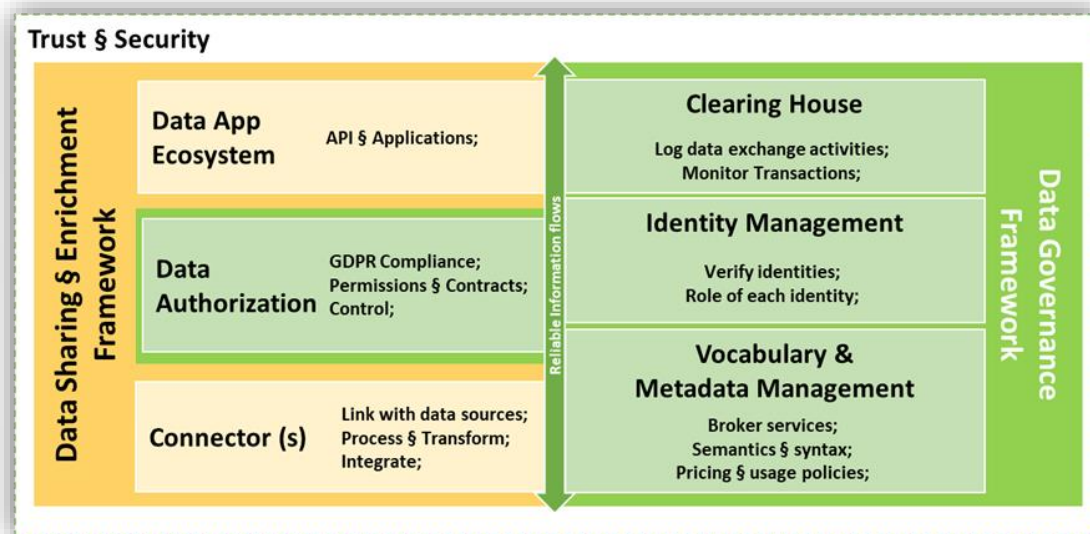 Trust § Security
Data Sharing § Enrichment
Framework
Data App
Ecosystem
API § Applications;
Data
Authorization
GDPR Compliance;
Permissions § Contracts;
Control;
Connector (s)
Link with data sources;
Process § Transform;
Integrate;
Reliable Information flows
Clearing House
Log data exchange activities;
Monitor Transactions;
Identity Management
Verify identities;
Role of each identity;
Vocabulary &
Metadata Management
Broker services;
Semantics § syntax;
Pricing § usage policies;
Data Governance
Framework